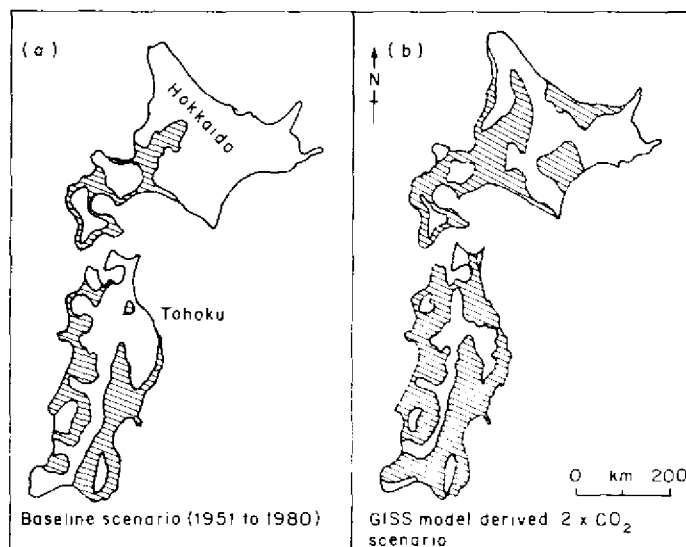 (a)
Hokkaido
Tohoku
Baseline scenario (1951 to 1980)
N
(b)
0 km 200
GISS model derived 2 x CO₂
scenario